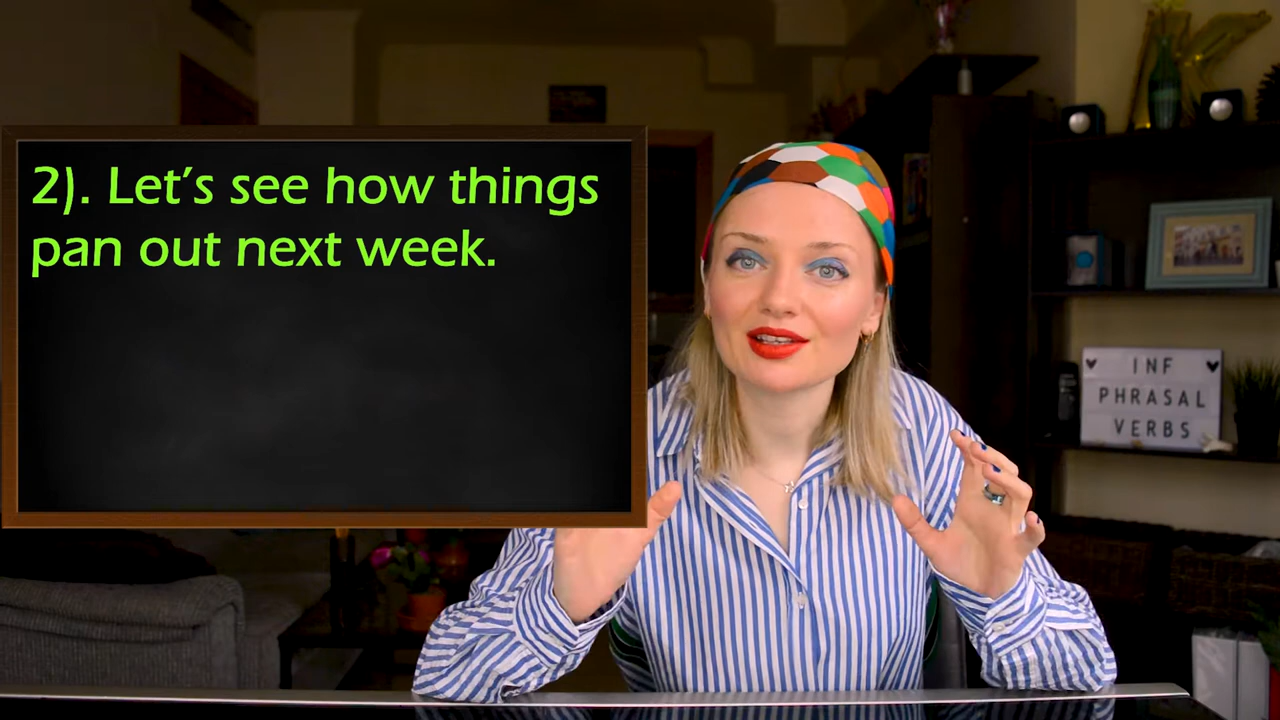 2). Let's see how things
pan out next week.
INF
PHRASAL
VERBS